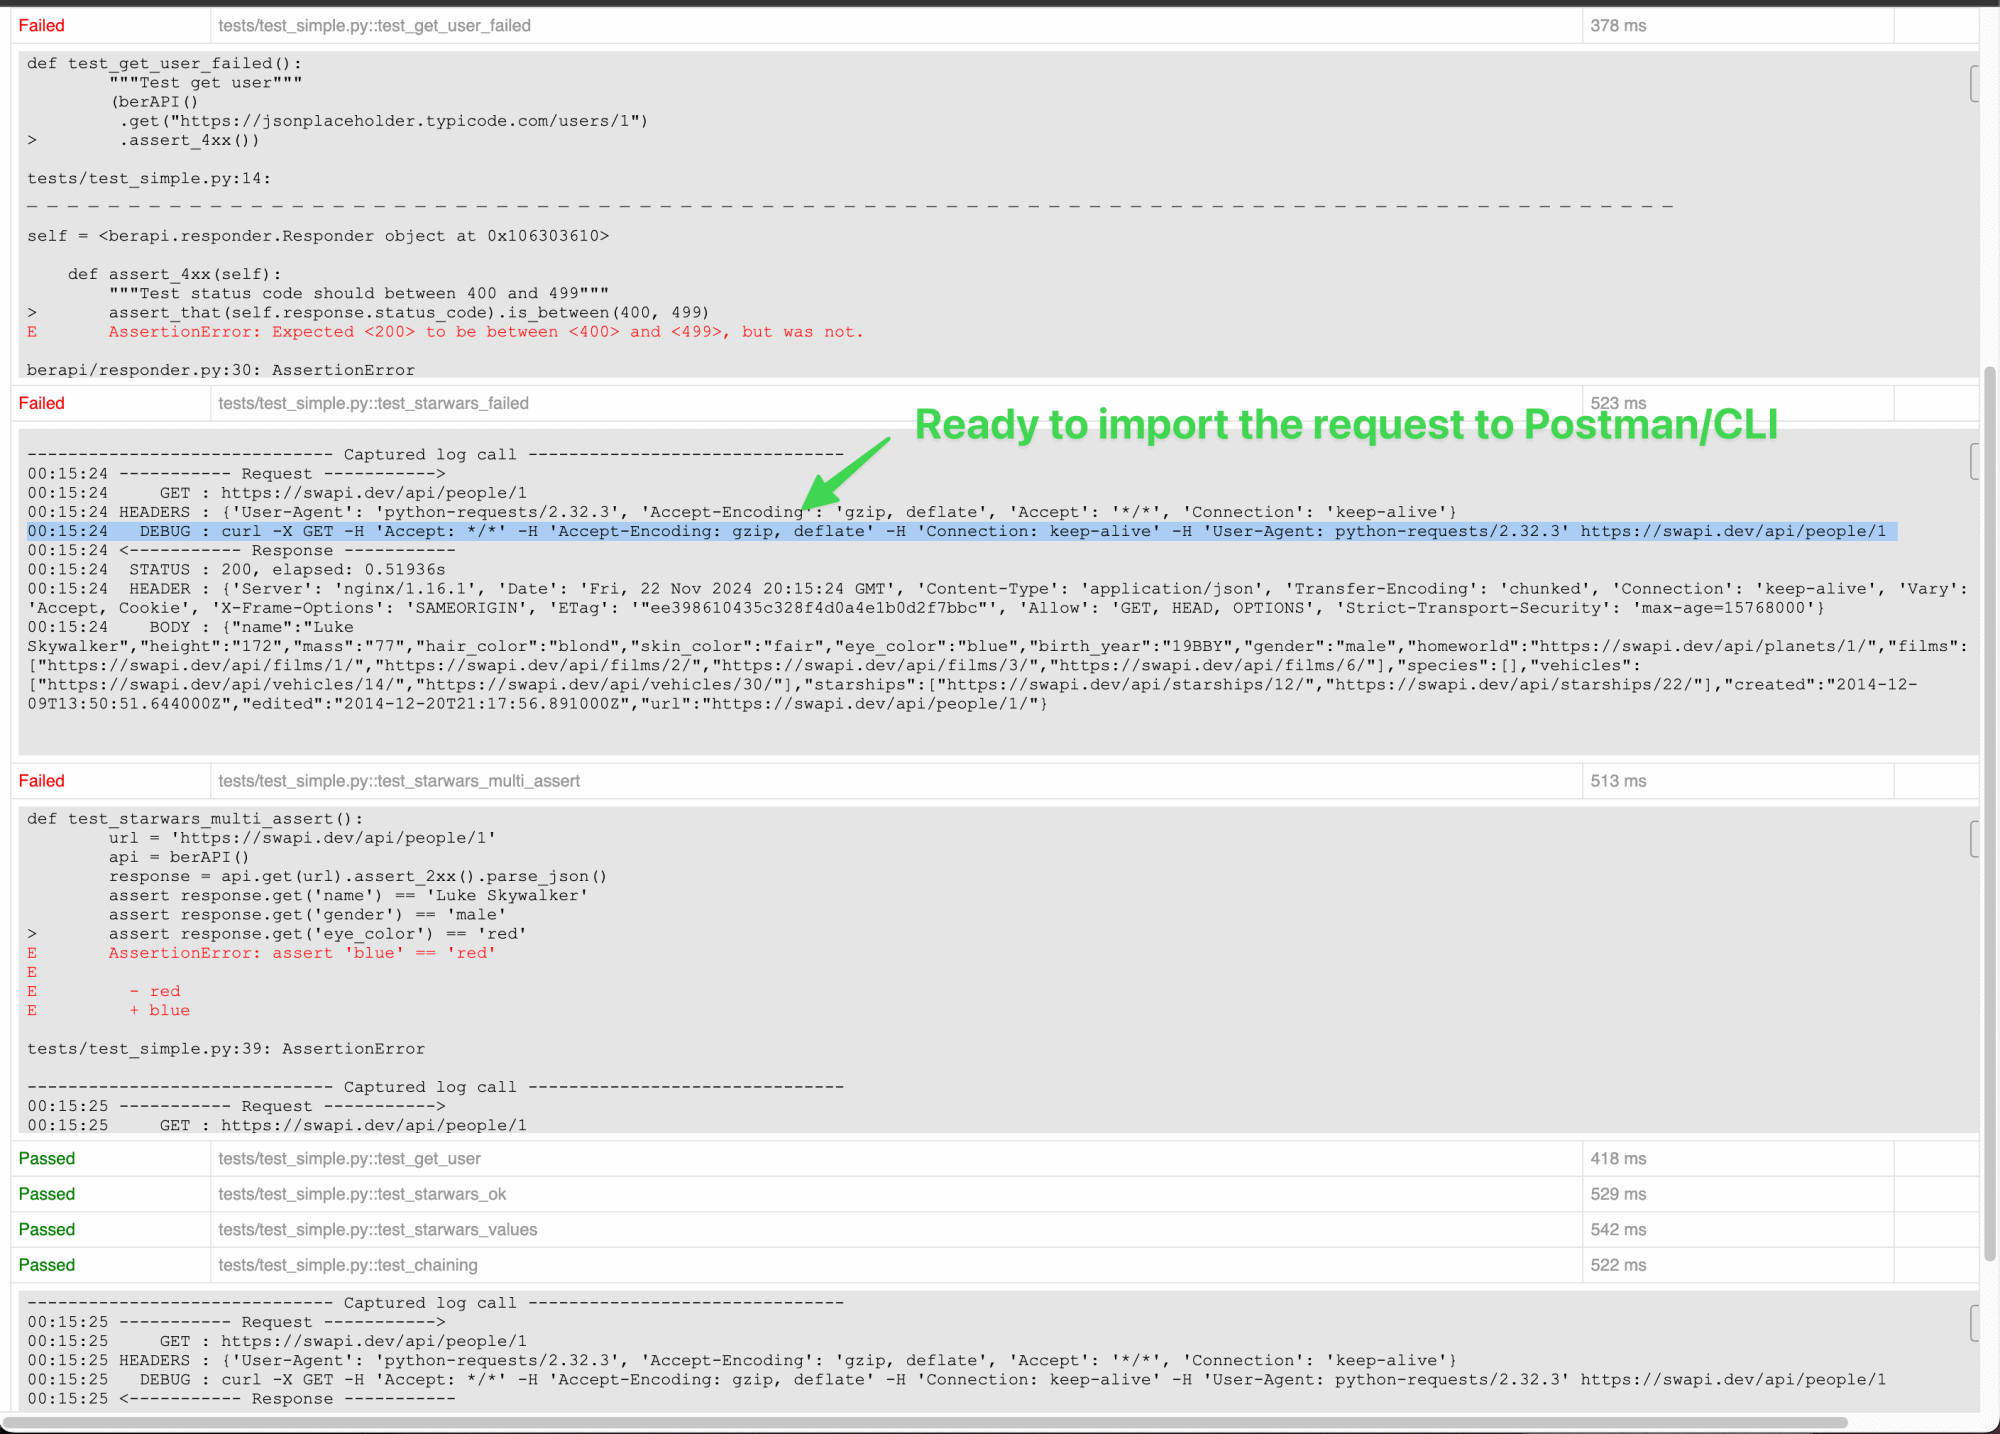 Failed tests/test_simple.py::test_get_user_failed 378 ms
def test_get_user_failed():
        """Test get user"""
        (berAPI()
         .get("https://jsonplaceholder.typicode.com/users/1")
>        .assert_4xx())
tests/test_simple.py:14:
_ _ _ _ _ _ _ _ _ _ _ _ _ _ _ _ _ _ _ _ _ _ _ _ _ _ _ _ _ _ _ _ _ _ _ _ _ _ _ _ _ _ _ _ _ _ _ _ _ _ _ _ _ _ _ _ _ _ _ _ _ _ _ _ _ _ _ _ _ _ _ _ _ _ _ _ _ _ _ _ _
self = <berapi.responder.Responder object at 0x106303610>
    def assert_4xx(self):
        """Test status code should between 400 and 499"""
>       assert_that(self.response.status_code).is_between(400, 499)
E       AssertionError: Expected <200> to be between <400> and <499>, but was not.
berapi/responder.py:30: AssertionError
Failed tests/test_simple.py::test_starwars_failed 523 ms
Ready to import the request to Postman/CLI
------------------------------ Captured log call -------------------------------
00:15:24 ----------- Request ----------->
00:15:24     GET : https://swapi.dev/api/people/1
00:15:24 HEADERS : {'User-Agent': 'python-requests/2.32.3', 'Accept-Encoding': 'gzip, deflate', 'Accept': '*/*', 'Connection': 'keep-alive'}
00:15:24   DEBUG : curl -X GET -H 'Accept: */*' -H 'Accept-Encoding: gzip, deflate' -H 'Connection: keep-alive' -H 'User-Agent: python-requests/2.32.3' https://swapi.dev/api/people/1
00:15:24 <----------- Response -----------
00:15:24  STATUS : 200, elapsed: 0.51936s
00:15:24  HEADER : {'Server': 'nginx/1.16.1', 'Date': 'Fri, 22 Nov 2024 20:15:24 GMT', 'Content-Type': 'application/json', 'Transfer-Encoding': 'chunked', 'Connection': 'keep-alive', 'Vary':
'Accept, Cookie', 'X-Frame-Options': 'SAMEORIGIN', 'ETag': '"ee398610435c328f4d0a4e1b0d2f7bbc"', 'Allow': 'GET, HEAD, OPTIONS', 'Strict-Transport-Security': 'max-age=15768000'}
00:15:24    BODY : {"name":"Luke
Skywalker","height":"172","mass":"77","hair_color":"blond","skin_color":"fair","eye_color":"blue","birth_year":"19BBY","gender":"male","homeworld":"https://swapi.dev/api/planets/1/","films":
["https://swapi.dev/api/films/1/","https://swapi.dev/api/films/2/","https://swapi.dev/api/films/3/","https://swapi.dev/api/films/6/"],"species":[],"vehicles":
["https://swapi.dev/api/vehicles/14/","https://swapi.dev/api/vehicles/30/"],"starships":["https://swapi.dev/api/starships/12/","https://swapi.dev/api/starships/22/"],"created":"2014-12-
09T13:50:51.644000Z","edited":"2014-12-20T21:17:56.891000Z","url":"https://swapi.dev/api/people/1/"}
Failed tests/test_simple.py::test_starwars_multi_assert 513 ms
def test_starwars_multi_assert():
        url = 'https://swapi.dev/api/people/1'
        api = berAPI()
        response = api.get(url).assert_2xx().parse_json()
        assert response.get('name') == 'Luke Skywalker'
        assert response.get('gender') == 'male'
>       assert response.get('eye_color') == 'red'
E       AssertionError: assert 'blue' == 'red'
E
E         - red
E         + blue
tests/test_simple.py:39: AssertionError
------------------------------ Captured log call -------------------------------
00:15:25 ----------- Request ----------->
00:15:25     GET : https://swapi.dev/api/people/1
Passed tests/test_simple.py::test_get_user 418 ms
Passed tests/test_simple.py::test_starwars_ok 529 ms
Passed tests/test_simple.py::test_starwars_values 542 ms
Passed tests/test_simple.py::test_chaining 522 ms
------------------------------ Captured log call -------------------------------
00:15:25 ----------- Request ----------->
00:15:25     GET : https://swapi.dev/api/people/1
00:15:25 HEADERS : {'User-Agent': 'python-requests/2.32.3', 'Accept-Encoding': 'gzip, deflate', 'Accept': '*/*', 'Connection': 'keep-alive'}
00:15:25   DEBUG : curl -X GET -H 'Accept: */*' -H 'Accept-Encoding: gzip, deflate' -H 'Connection: keep-alive' -H 'User-Agent: python-requests/2.32.3' https://swapi.dev/api/people/1
00:15:25 <----------- Response -----------